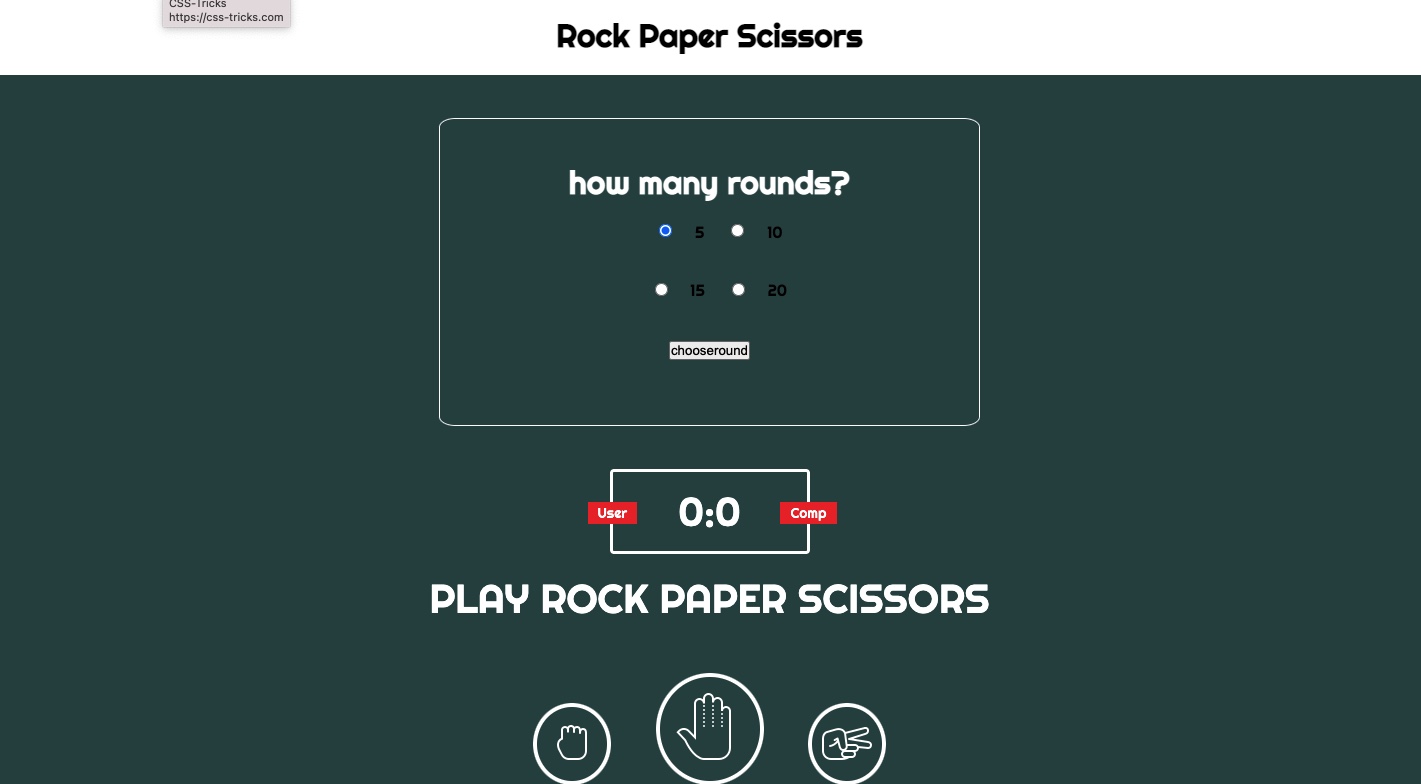 CSS-Tricks
https://css-tricks.com
Rock Paper Scissors
how many rounds?
5 10
15 20
chooseround
User 0:0 Comp
PLAY ROCK PAPER SCISSORS